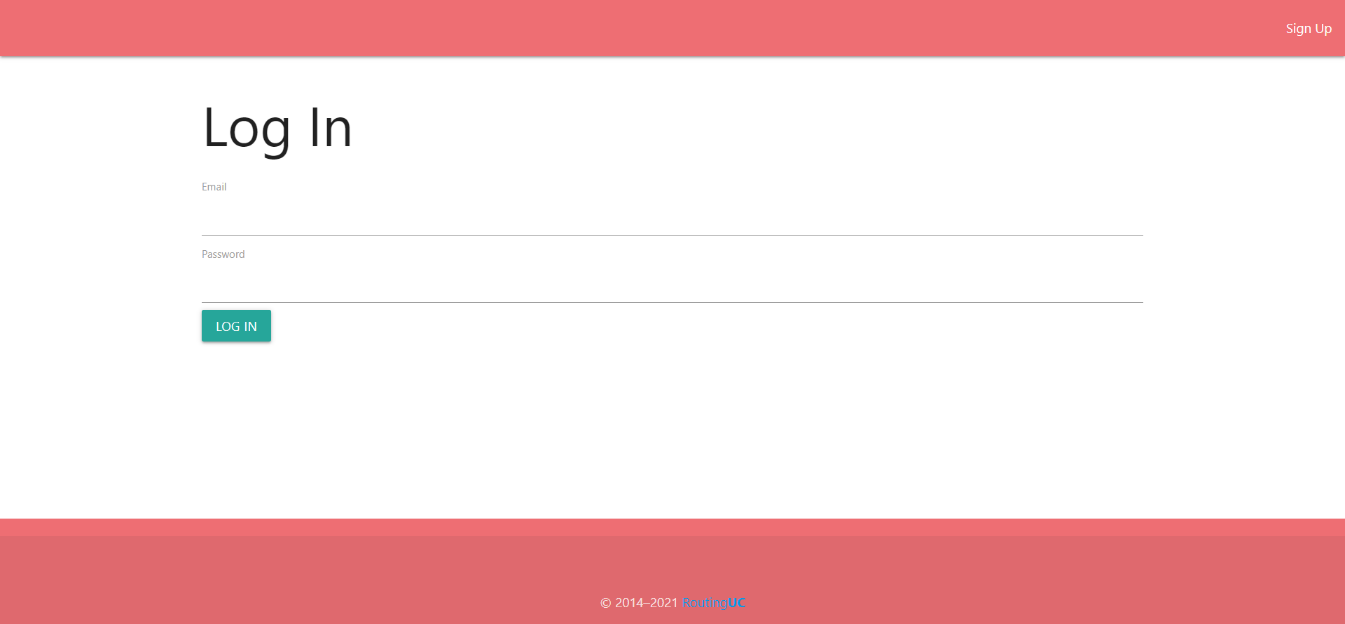 Sign Up
Log In
Email
Password
LOG IN
© 2014–2021 RoutingUC